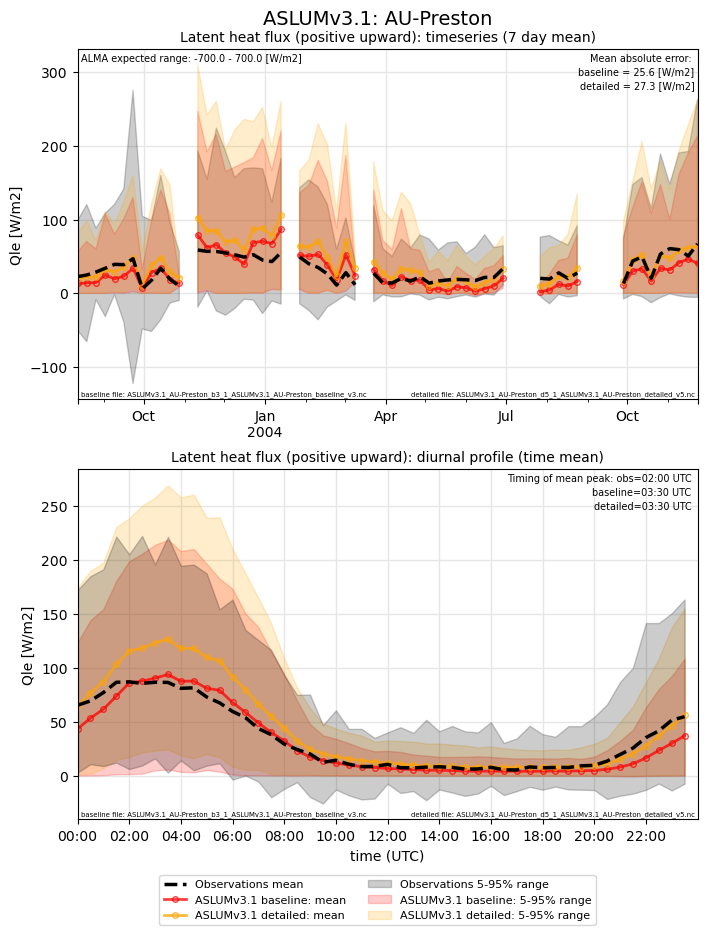 ASLUMv3.1: AU-Preston
Latent heat flux (positive upward): timeseries (7 day mean)
ALMA expected range: -700.0 - 700.0 [W/m2]
Mean absolute error:
baseline = 25.6 [W/m2]
detailed = 27.3 [W/m2]
300
200
100
0
−100
Qle [W/m2]
baseline file: ASLUMv3.1_AU-Preston_b3_1_ASLUMv3.1_AU-Preston_baseline_v3.nc
detailed file: ASLUMv3.1_AU-Preston_d5_1_ASLUMv3.1_AU-Preston_detailed_v5.nc
Oct Jan Apr Jul Oct
2004
Latent heat flux (positive upward): diurnal profile (time mean)
Timing of mean peak: obs=02:00 UTC
baseline=03:30 UTC
detailed=03:30 UTC
250
200
150
100
50
0
Qle [W/m2]
baseline file: ASLUMv3.1_AU-Preston_b3_1_ASLUMv3.1_AU-Preston_baseline_v3.nc
detailed file: ASLUMv3.1_AU-Preston_d5_1_ASLUMv3.1_AU-Preston_detailed_v5.nc
00:00 02:00 04:00 06:00 08:00 10:00 12:00 14:00 16:00 18:00 20:00 22:00
time (UTC)
Observations mean
ASLUMv3.1 baseline: mean
ASLUMv3.1 detailed: mean
Observations 5-95% range
ASLUMv3.1 baseline: 5-95% range
ASLUMv3.1 detailed: 5-95% range